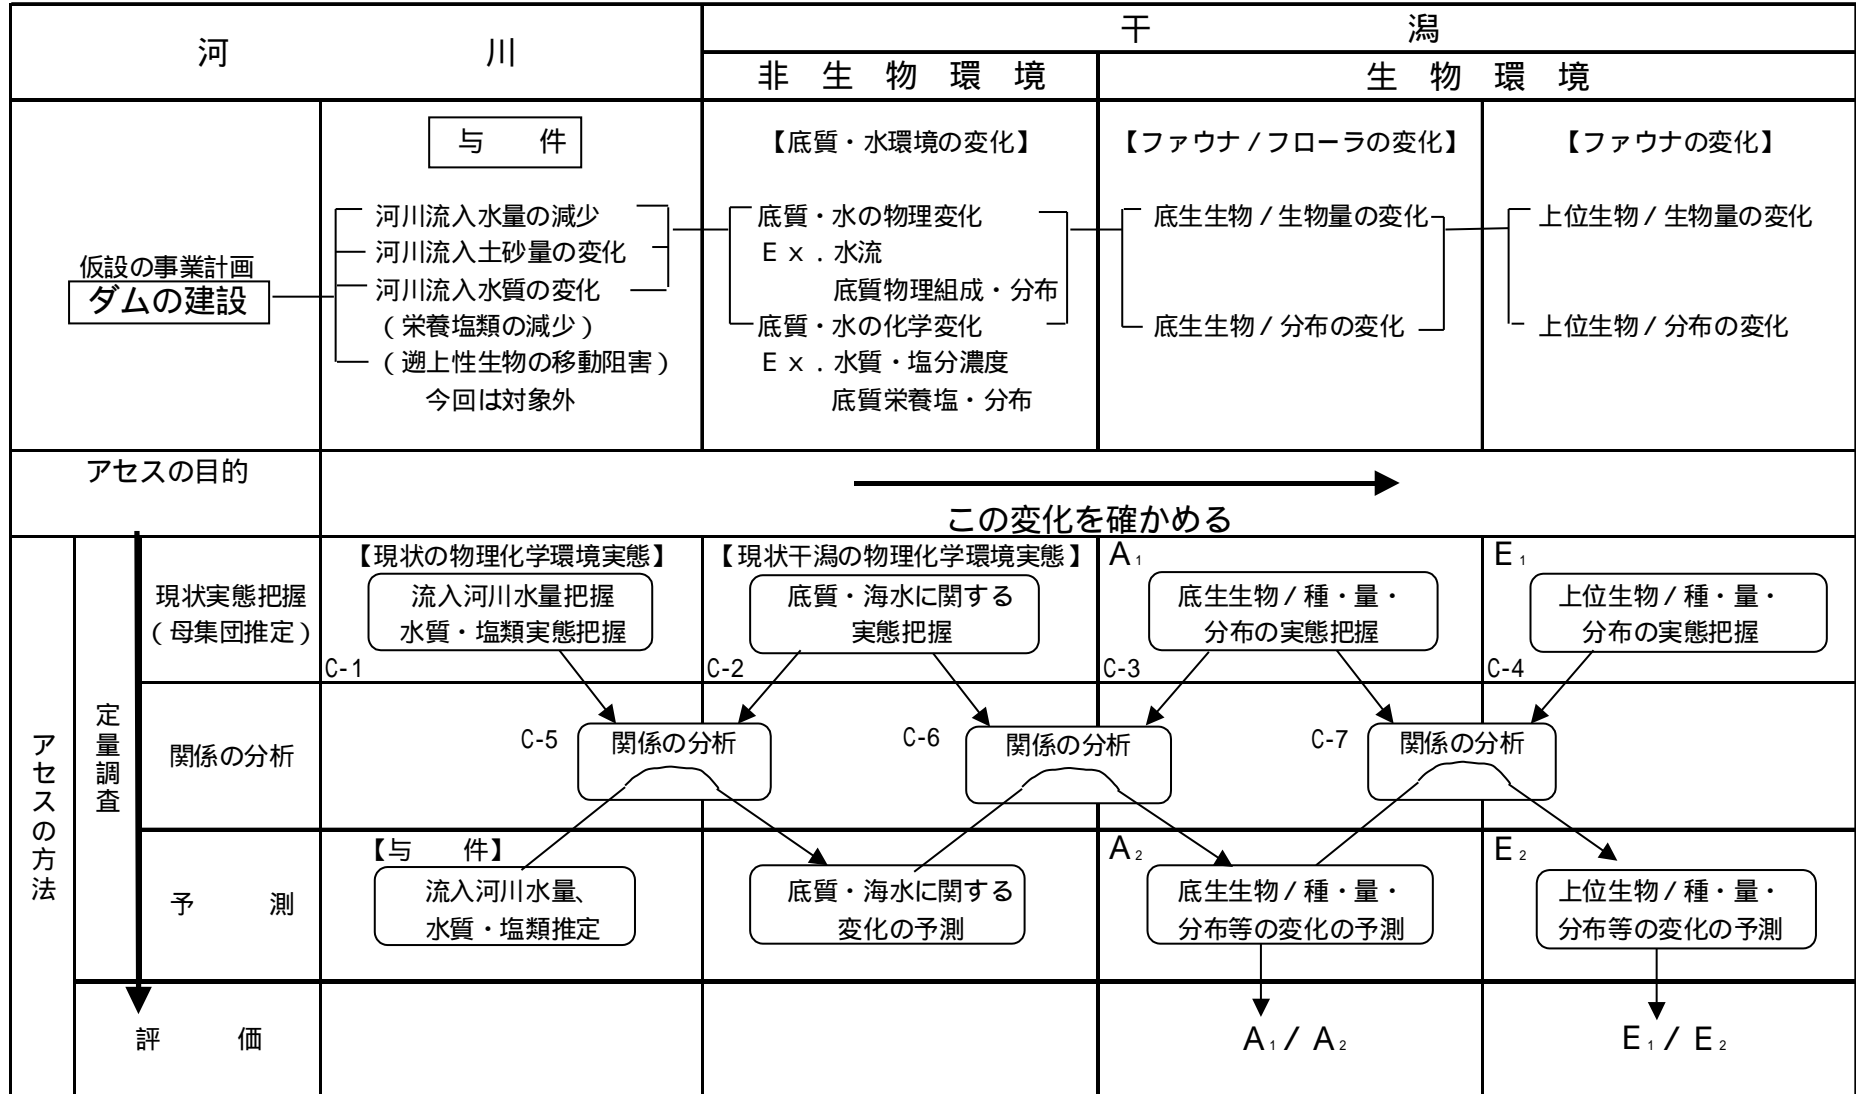 河　　川
干　　潟
非生物環境
生物環境
与　件
【底質・水環境の変化】
【ファウナ/フローラの変化】
【ファウナの変化】
仮設の事業計画
ダムの建設
河川流入水量の減少
河川流入土砂量の変化
河川流入水質の変化
(栄養塩類の減少)
(遡上性生物の移動阻害)
今回は対象外
底質・水の物理変化
Ex.水流
底質物理組成・分布
底質・水の化学変化
Ex.水質・塩分濃度
底質栄養塩・分布
底生生物/生物量の変化
底生生物/分布の変化
上位生物/生物量の変化
上位生物/分布の変化
アセスの目的
この変化を確かめる
アセスの方法
定量調査
現状実態把握
(母集団推定)
【現状の物理化学環境実態】
流入河川水量把握
水質・塩類実態把握
C-1
【現状干潟の物理化学環境実態】
底質・海水に関する
実態把握
C-2
A₁
底生生物/種・量・
分布の実態把握
C-3
E₁
上位生物/種・量・
分布の実態把握
C-4
関係の分析
C-5
関係の分析
C-6
関係の分析
C-7
関係の分析
予　測
【与　件】
流入河川水量、
水質・塩類推定
底質・海水に関する
変化の予測
A₂
底生生物/種・量・
分布等の変化の予測
E₂
上位生物/種・量・
分布等の変化の予測
評　価
A₁/A₂
E₁/E₂